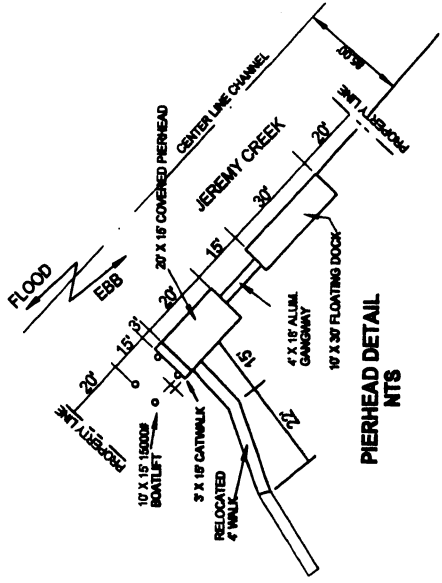 FLOOD
EBB
CENTER LINE CHANNEL
JEREMY CREEK
20' X 15' COVERED PIERHEAD
PROPERTY LINE
20'
15'
3'
20'
15'
30'
20'
PROPERTY LINE
10' X 15' 15000#
BOATLIFT
3' X 15' CATWALK
RELOCATED
4' WALK
15'
4' X 15' ALUM.
GANGWAY
10' X 30' FLOATING DOCK
PIERHEAD DETAIL
NTS